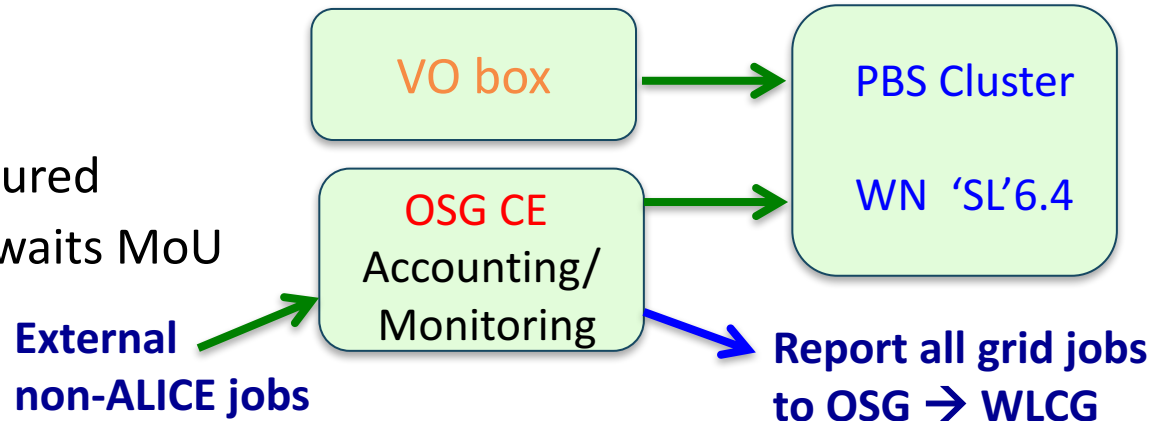 VO box
PBS Cluster
WN ‘SL’6.4
ured
waits MoU
OSG CE
Accounting/
Monitoring
External
non-ALICE jobs
Report all grid jobs
to OSG → WLCG